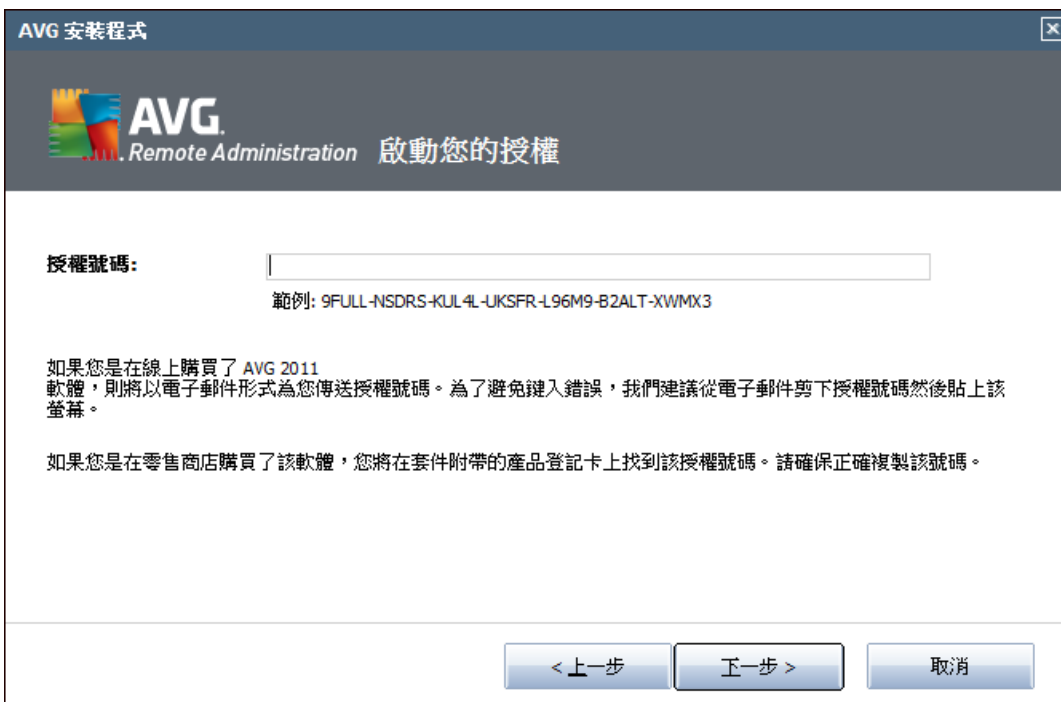 AVG 安裝程式
AVG.
Remote Administration 啟動您的授權
授權號碼:
範例: 9FULL-NSDRS-KUL4L-UKSFR-L96M9-B2ALT-XWMX3
如果您是在線上購買了 AVG 2011
軟體，則將以電子郵件形式為您傳送授權號碼。為了避免鍵入錯誤，我們建議從電子郵件剪下授權號碼然後貼上該
螢幕。
如果您是在零售商店購買了該軟體，您將在套件附帶的產品登記卡上找到該授權號碼。請確保正確複製該號碼。
<上一步 下一步> 取消